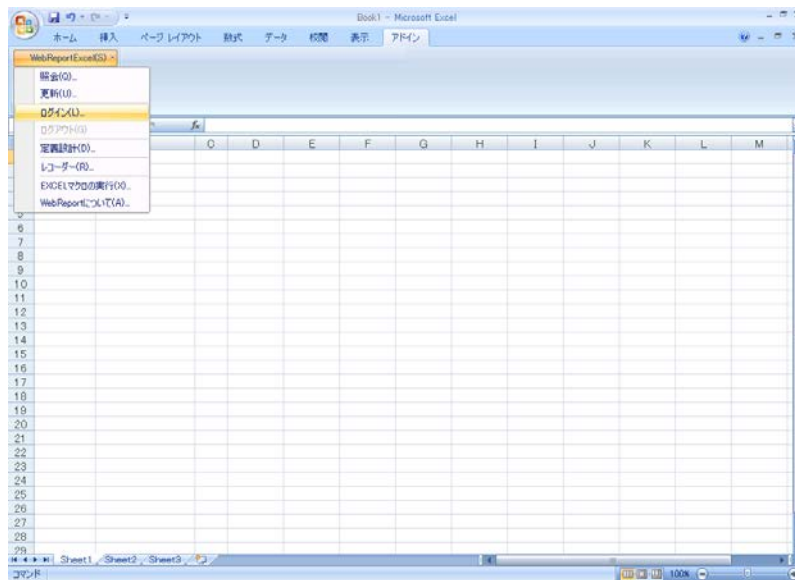 Book1 - Microsoft Excel
ホーム 挿入 ページ レイアウト 数式 データ 校閲 表示 アドイン
WebReportExcel(S)
照会(Q)...
更新(U)...
ログイン(L)...
ログアウト(G)
定義設計(D)...
レコーダー(R)...
EXCELマクロの実行(X)...
WebReportについて(A)...
fx
C D E F G H I J K L M
5
6
7
8
9
10
11
12
13
14
15
16
17
18
19
20
21
22
23
24
25
26
27
28
29
Sheet1 Sheet2 Sheet3
コマンド 100%